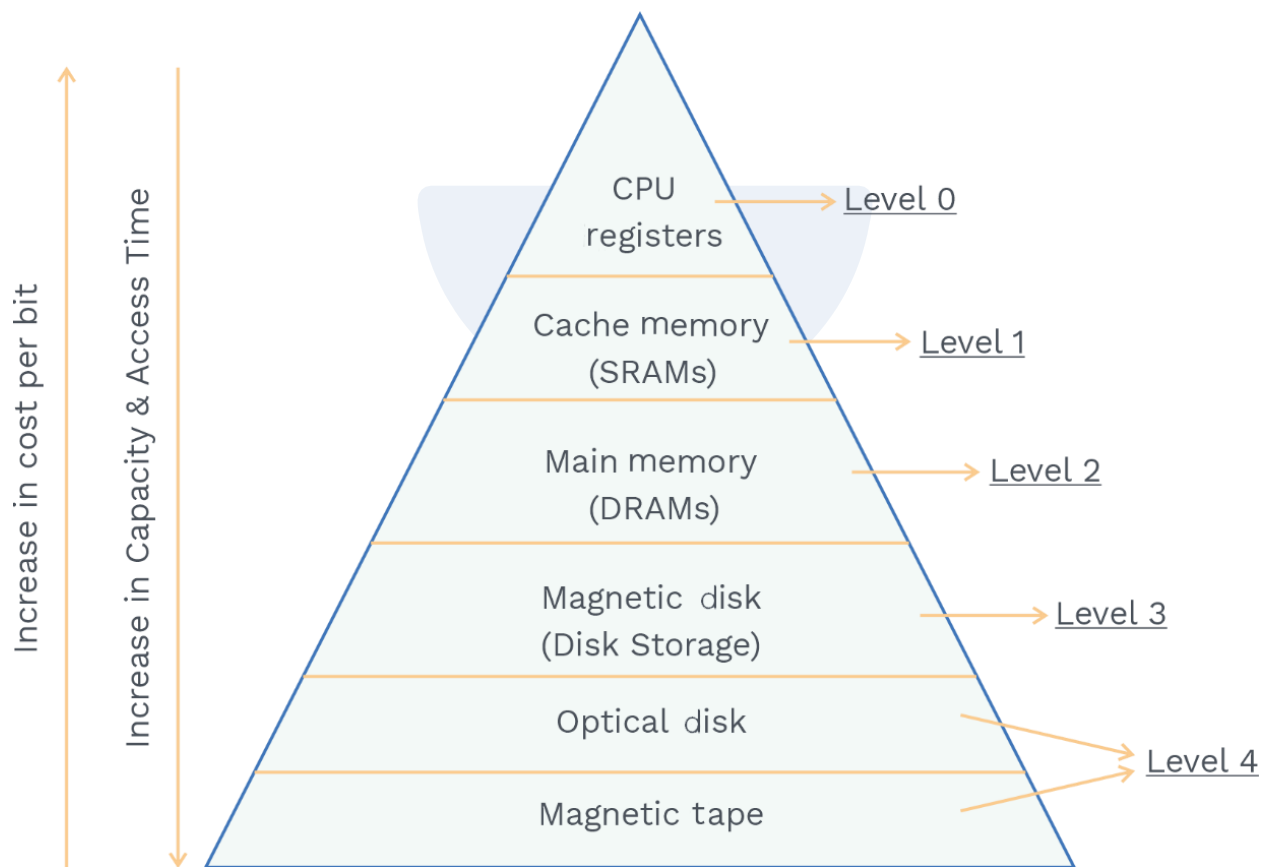 CPU
registers
Level 0
Cache memory
(SRAMs)
Level 1
Main memory
(DRAMs)
Level 2
Magnetic disk
(Disk Storage)
Level 3
Optical disk
Level 4
Magnetic tape
Increase in cost per bit
Increase in Capacity & Access Time